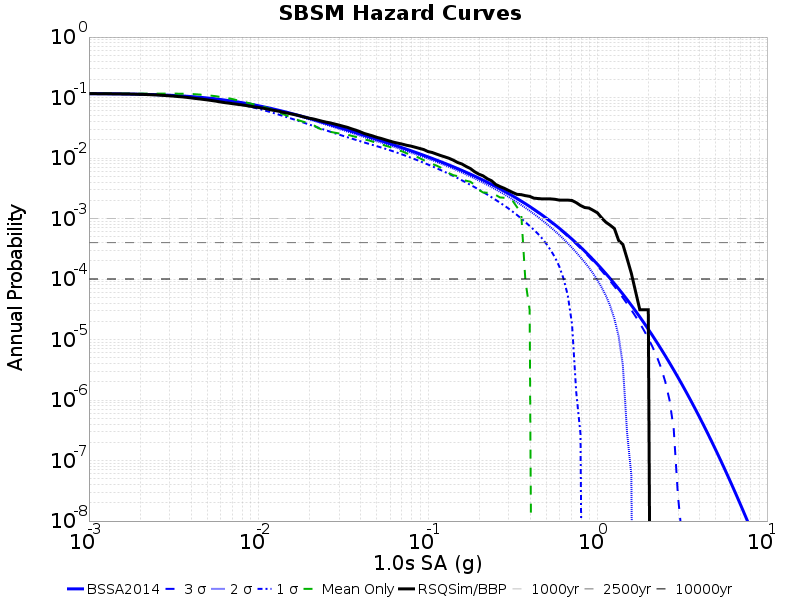 SBSM Hazard Curves
10^0
10^-1
10^-2
10^-3
10^-4
10^-5
10^-6
10^-7
10^-8
Annual Probability
10^-3 10^-2 10^-1 10^0 10^1
1.0s SA (g)
BSSA2014 3 σ 2 σ 1 σ Mean Only RSQSim/BBP 1000yr 2500yr 10000yr